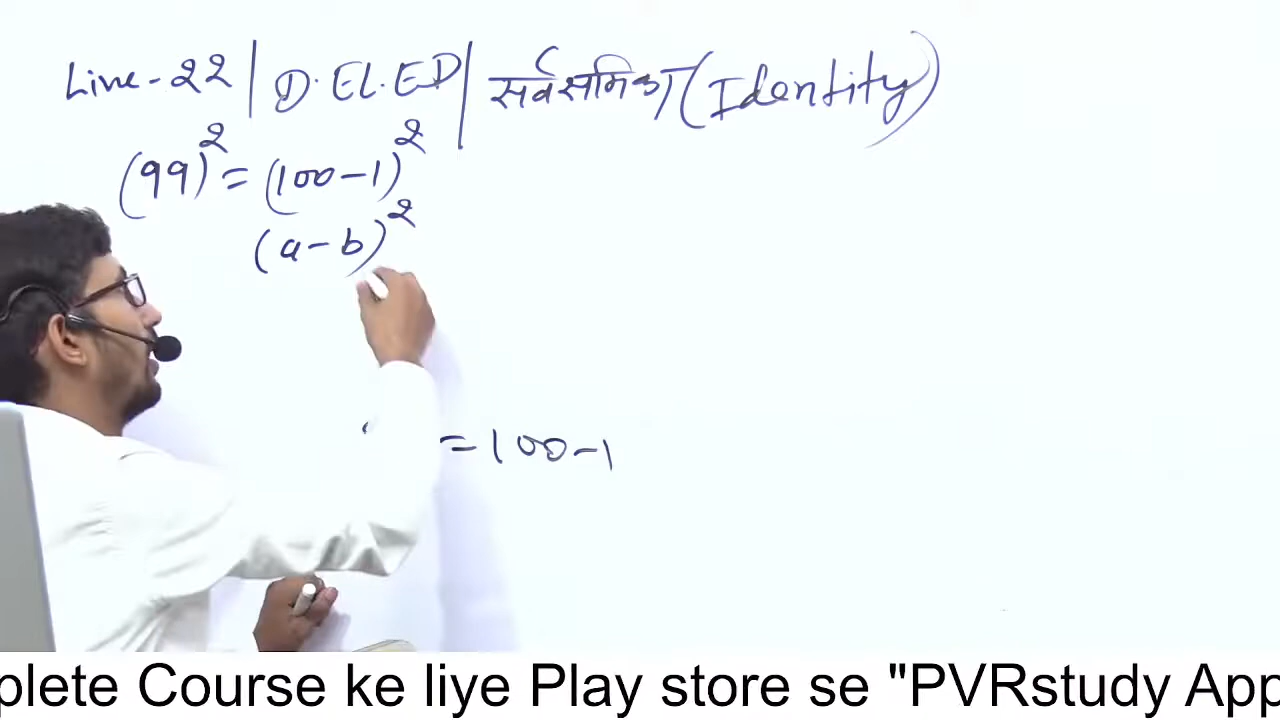 Live-22 | D.EL.ED | सर्वसमिका (Identity)
(99)² = (100-1)²
(a-b)²
=100-1
plete Course ke liye Play store se "PVRstudy App